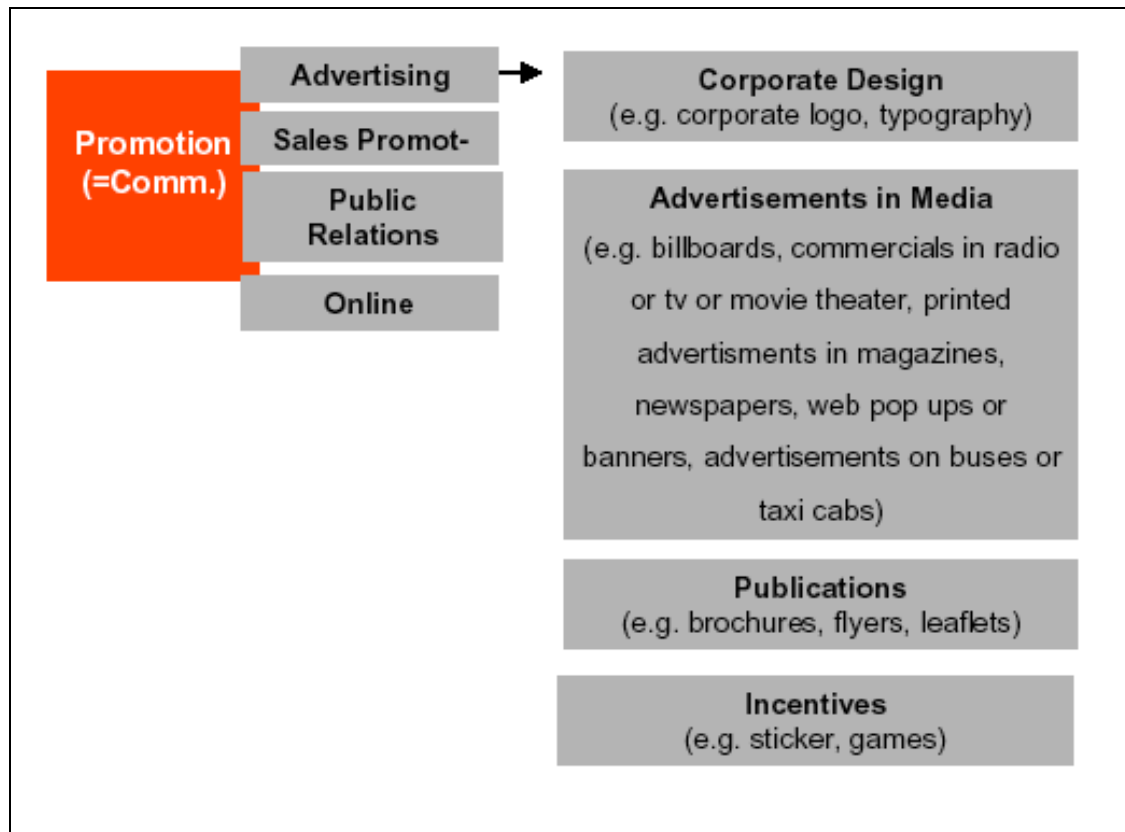 Promotion
(=Comm.)
Advertising
Sales Promot-
Public
Relations
Online
Corporate Design
(e.g. corporate logo, typography)
Advertisements in Media
(e.g. billboards, commercials in radio
or tv or movie theater, printed
advertisments in magazines,
newspapers, web pop ups or
banners, advertisements on buses or
taxi cabs)
Publications
(e.g. brochures, flyers, leaflets)
Incentives
(e.g. sticker, games)